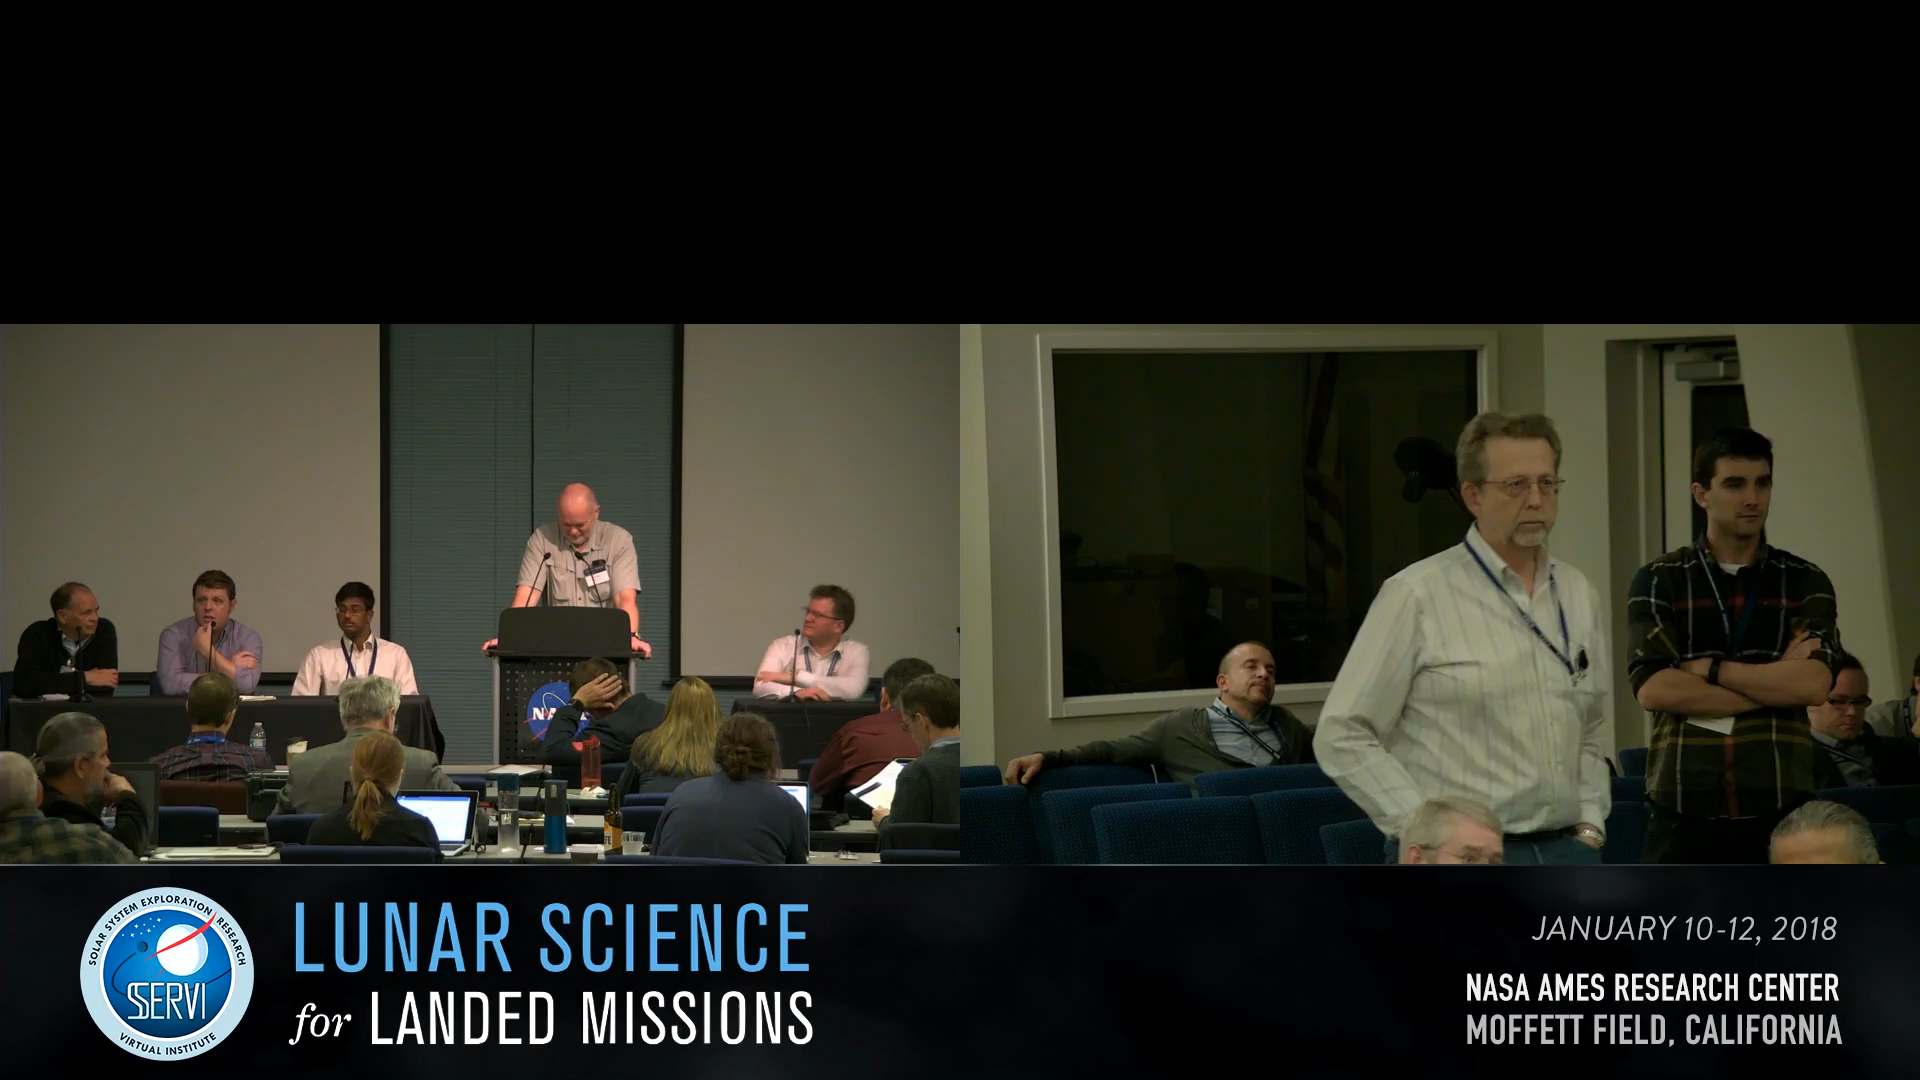 NASA
SOLAR SYSTEM EXPLORATION RESEARCH
SSERVI
VIRTUAL INSTITUTE
LUNAR SCIENCE
for LANDED MISSIONS
JANUARY 10-12, 2018
NASA AMES RESEARCH CENTER
MOFFETT FIELD, CALIFORNIA